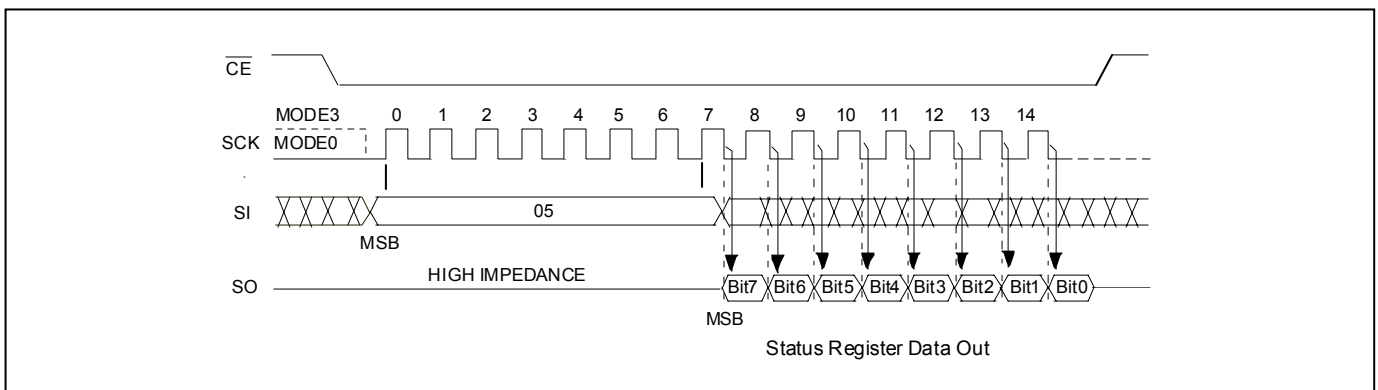 CE
MODE3 0 1 2 3 4 5 6 7 8 9 10 11 12 13 14
SCK MODE0
SI 05
MSB
HIGH IMPEDANCE
SO Bit7 Bit6 Bit5 Bit4 Bit3 Bit2 Bit1 Bit0
MSB
Status Register Data Out